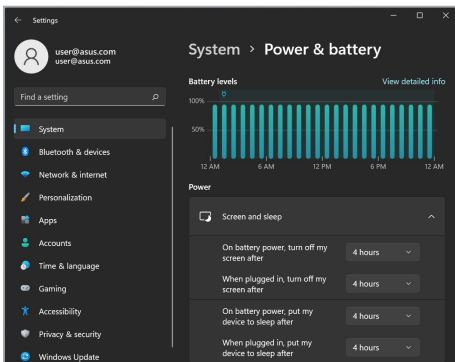 Settings
user@asus.com
user@asus.com
Find a setting
System
Bluetooth & devices
Network & internet
Personalization
Apps
Accounts
Time & language
Gaming
Accessibility
Privacy & security
Windows Update
System > Power & battery
Battery levels
View detailed info
100%
50%
12 AM 6 AM 12 PM 6 PM 12 AM
Power
Screen and sleep
On battery power, turn off my
screen after
4 hours
When plugged in, turn off my
screen after
4 hours
On battery power, put my
device to sleep after
4 hours
When plugged in, put my
device to sleep after
4 hours